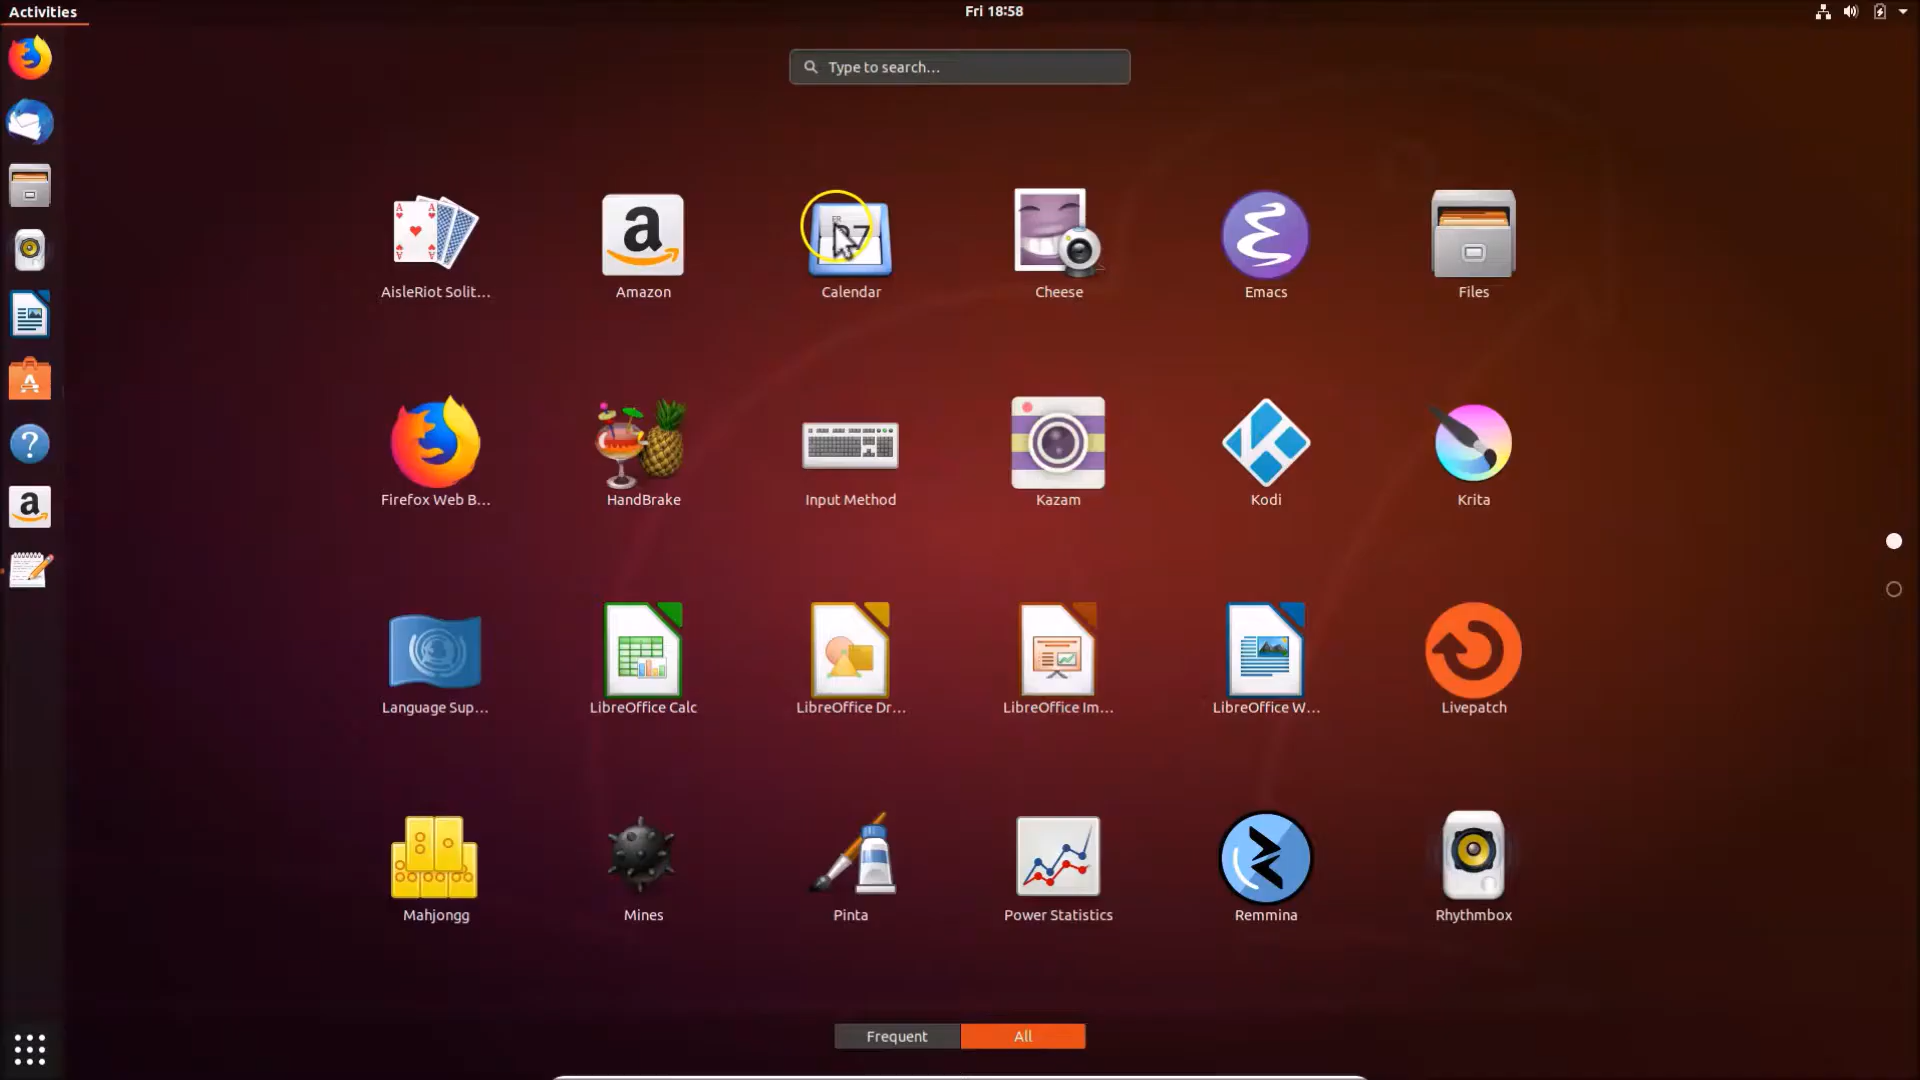 Activities
Fri 18:58
Type to search...
AisleRiot Solit...
Amazon
Calendar
Cheese
Emacs
Files
Firefox Web B...
HandBrake
Input Method
Kazam
Kodi
Krita
Language Sup...
LibreOffice Calc
LibreOffice Dr...
LibreOffice Im...
LibreOffice W...
Livepatch
Mahjongg
Mines
Pinta
Power Statistics
Remmina
Rhythmbox
Frequent
All